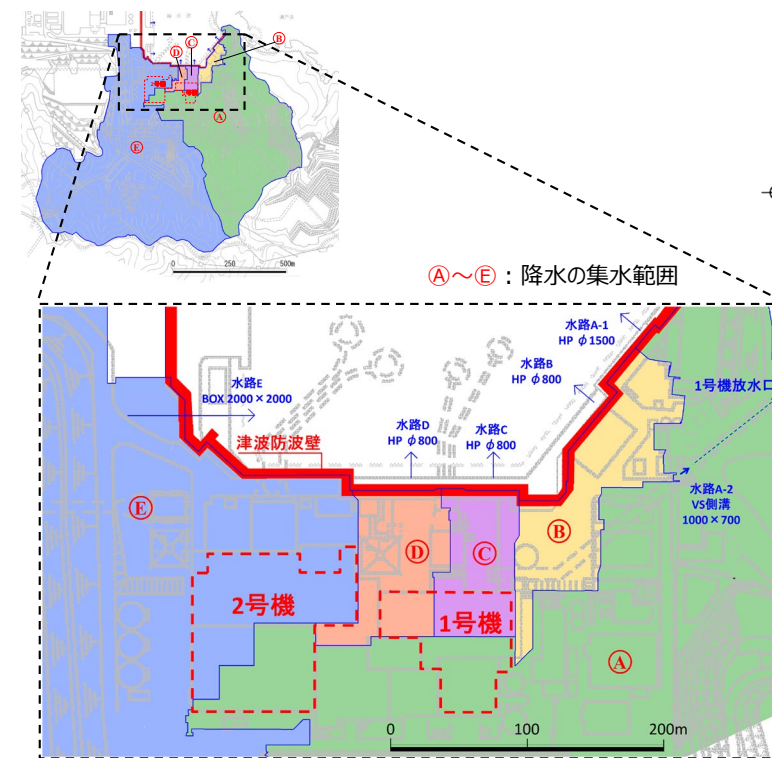 Ⓒ
Ⓓ
Ⓑ
Ⓐ
Ⓔ
0 250 500m
Ⓐ～Ⓔ：降水の集水範囲
水路A-1
HP φ1500
水路B
HP φ800
水路E
BOX 2000×2000
1号機放水口
水路D
HP φ800
水路C
HP φ800
津波防波壁
水路A-2
VS側溝
1000×700
Ⓔ
Ⓓ
Ⓒ
Ⓑ
2号機
1号機
Ⓐ
0 100 200m